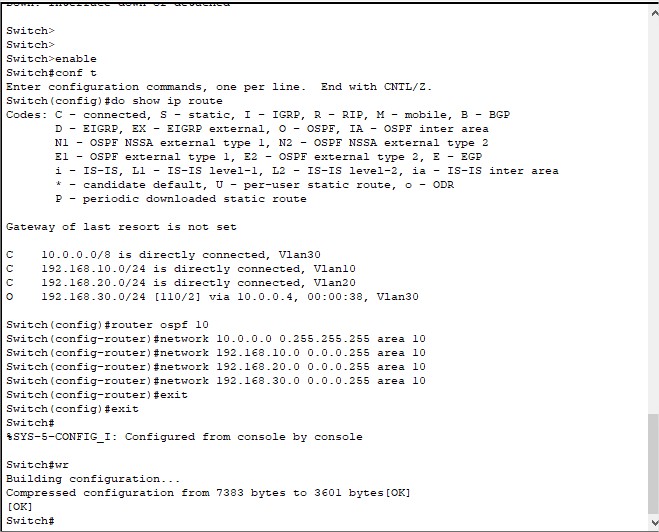 Switch>
Switch>
Switch>enable
Switch#conf t
Enter configuration commands, one per line.  End with CNTL/Z.
Switch(config)#do show ip route
Codes: C - connected, S - static, I - IGRP, R - RIP, M - mobile, B - BGP
       D - EIGRP, EX - EIGRP external, O - OSPF, IA - OSPF inter area
       N1 - OSPF NSSA external type 1, N2 - OSPF NSSA external type 2
       E1 - OSPF external type 1, E2 - OSPF external type 2, E - EGP
       i - IS-IS, L1 - IS-IS level-1, L2 - IS-IS level-2, ia - IS-IS inter area
       * - candidate default, U - per-user static route, o - ODR
       P - periodic downloaded static route
Gateway of last resort is not set
C    10.0.0.0/8 is directly connected, Vlan30
C    192.168.10.0/24 is directly connected, Vlan10
C    192.168.20.0/24 is directly connected, Vlan20
O    192.168.30.0/24 [110/2] via 10.0.0.4, 00:00:38, Vlan30
Switch(config)#router ospf 10
Switch(config-router)#network 10.0.0.0 0.255.255.255 area 10
Switch(config-router)#network 192.168.10.0 0.0.0.255 area 10
Switch(config-router)#network 192.168.20.0 0.0.0.255 area 10
Switch(config-router)#network 192.168.30.0 0.0.0.255 area 10
Switch(config-router)#exit
Switch(config)#exit
Switch#
%SYS-5-CONFIG_I: Configured from console by console
Switch#wr
Building configuration...
Compressed configuration from 7383 bytes to 3601 bytes[OK]
[OK]
Switch#